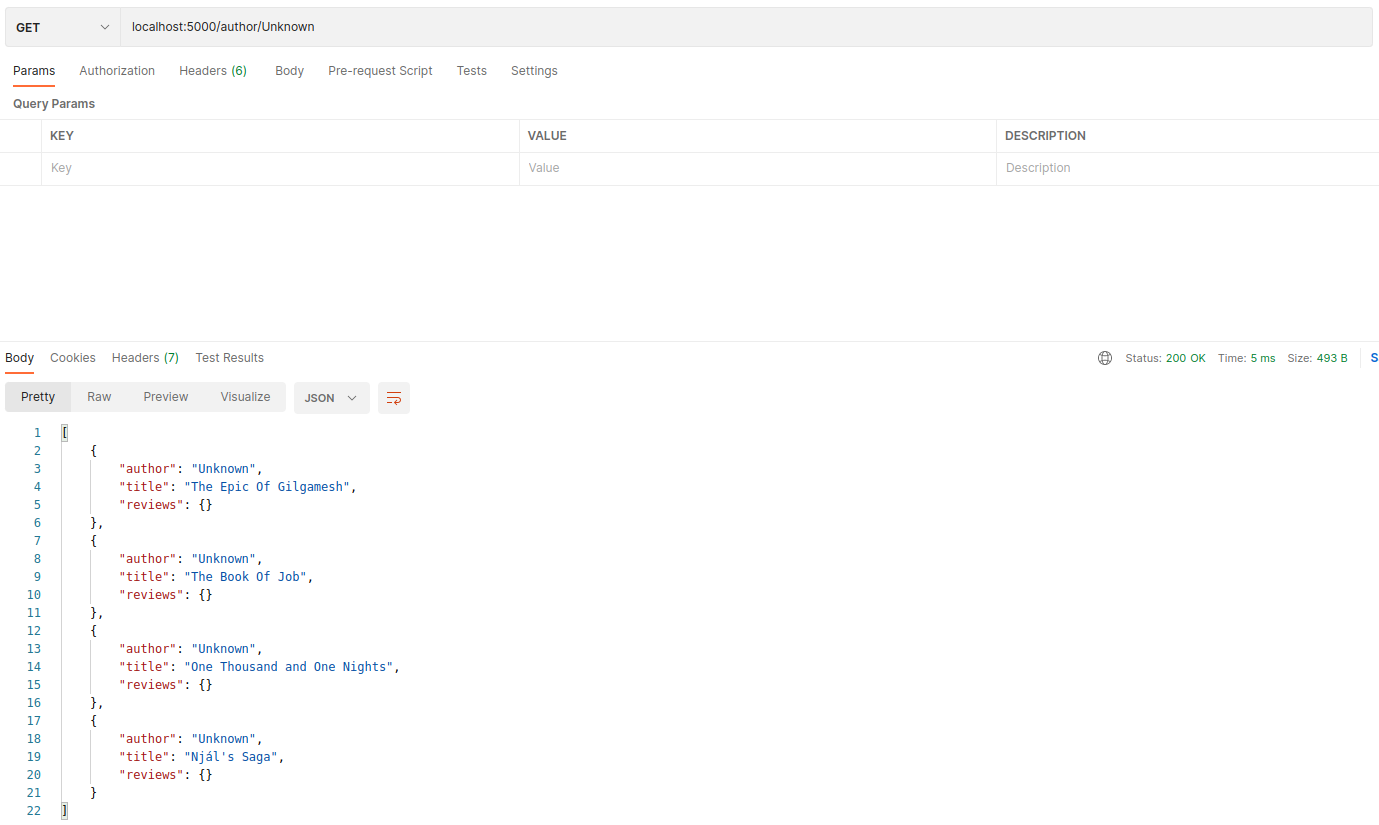 GET localhost:5000/author/Unknown
Params Authorization Headers (6) Body Pre-request Script Tests Settings
Query Params
KEY VALUE DESCRIPTION
Key Value Description
Body Cookies Headers (7) Test Results Status: 200 OK Time: 5 ms Size: 493 B S
Pretty Raw Preview Visualize JSON
1 [
2 {
3 "author": "Unknown",
4 "title": "The Epic Of Gilgamesh",
5 "reviews": {}
6 },
7 {
8 "author": "Unknown",
9 "title": "The Book Of Job",
10 "reviews": {}
11 },
12 {
13 "author": "Unknown",
14 "title": "One Thousand and One Nights",
15 "reviews": {}
16 },
17 {
18 "author": "Unknown",
19 "title": "Njál's Saga",
20 "reviews": {}
21 }
22 ]